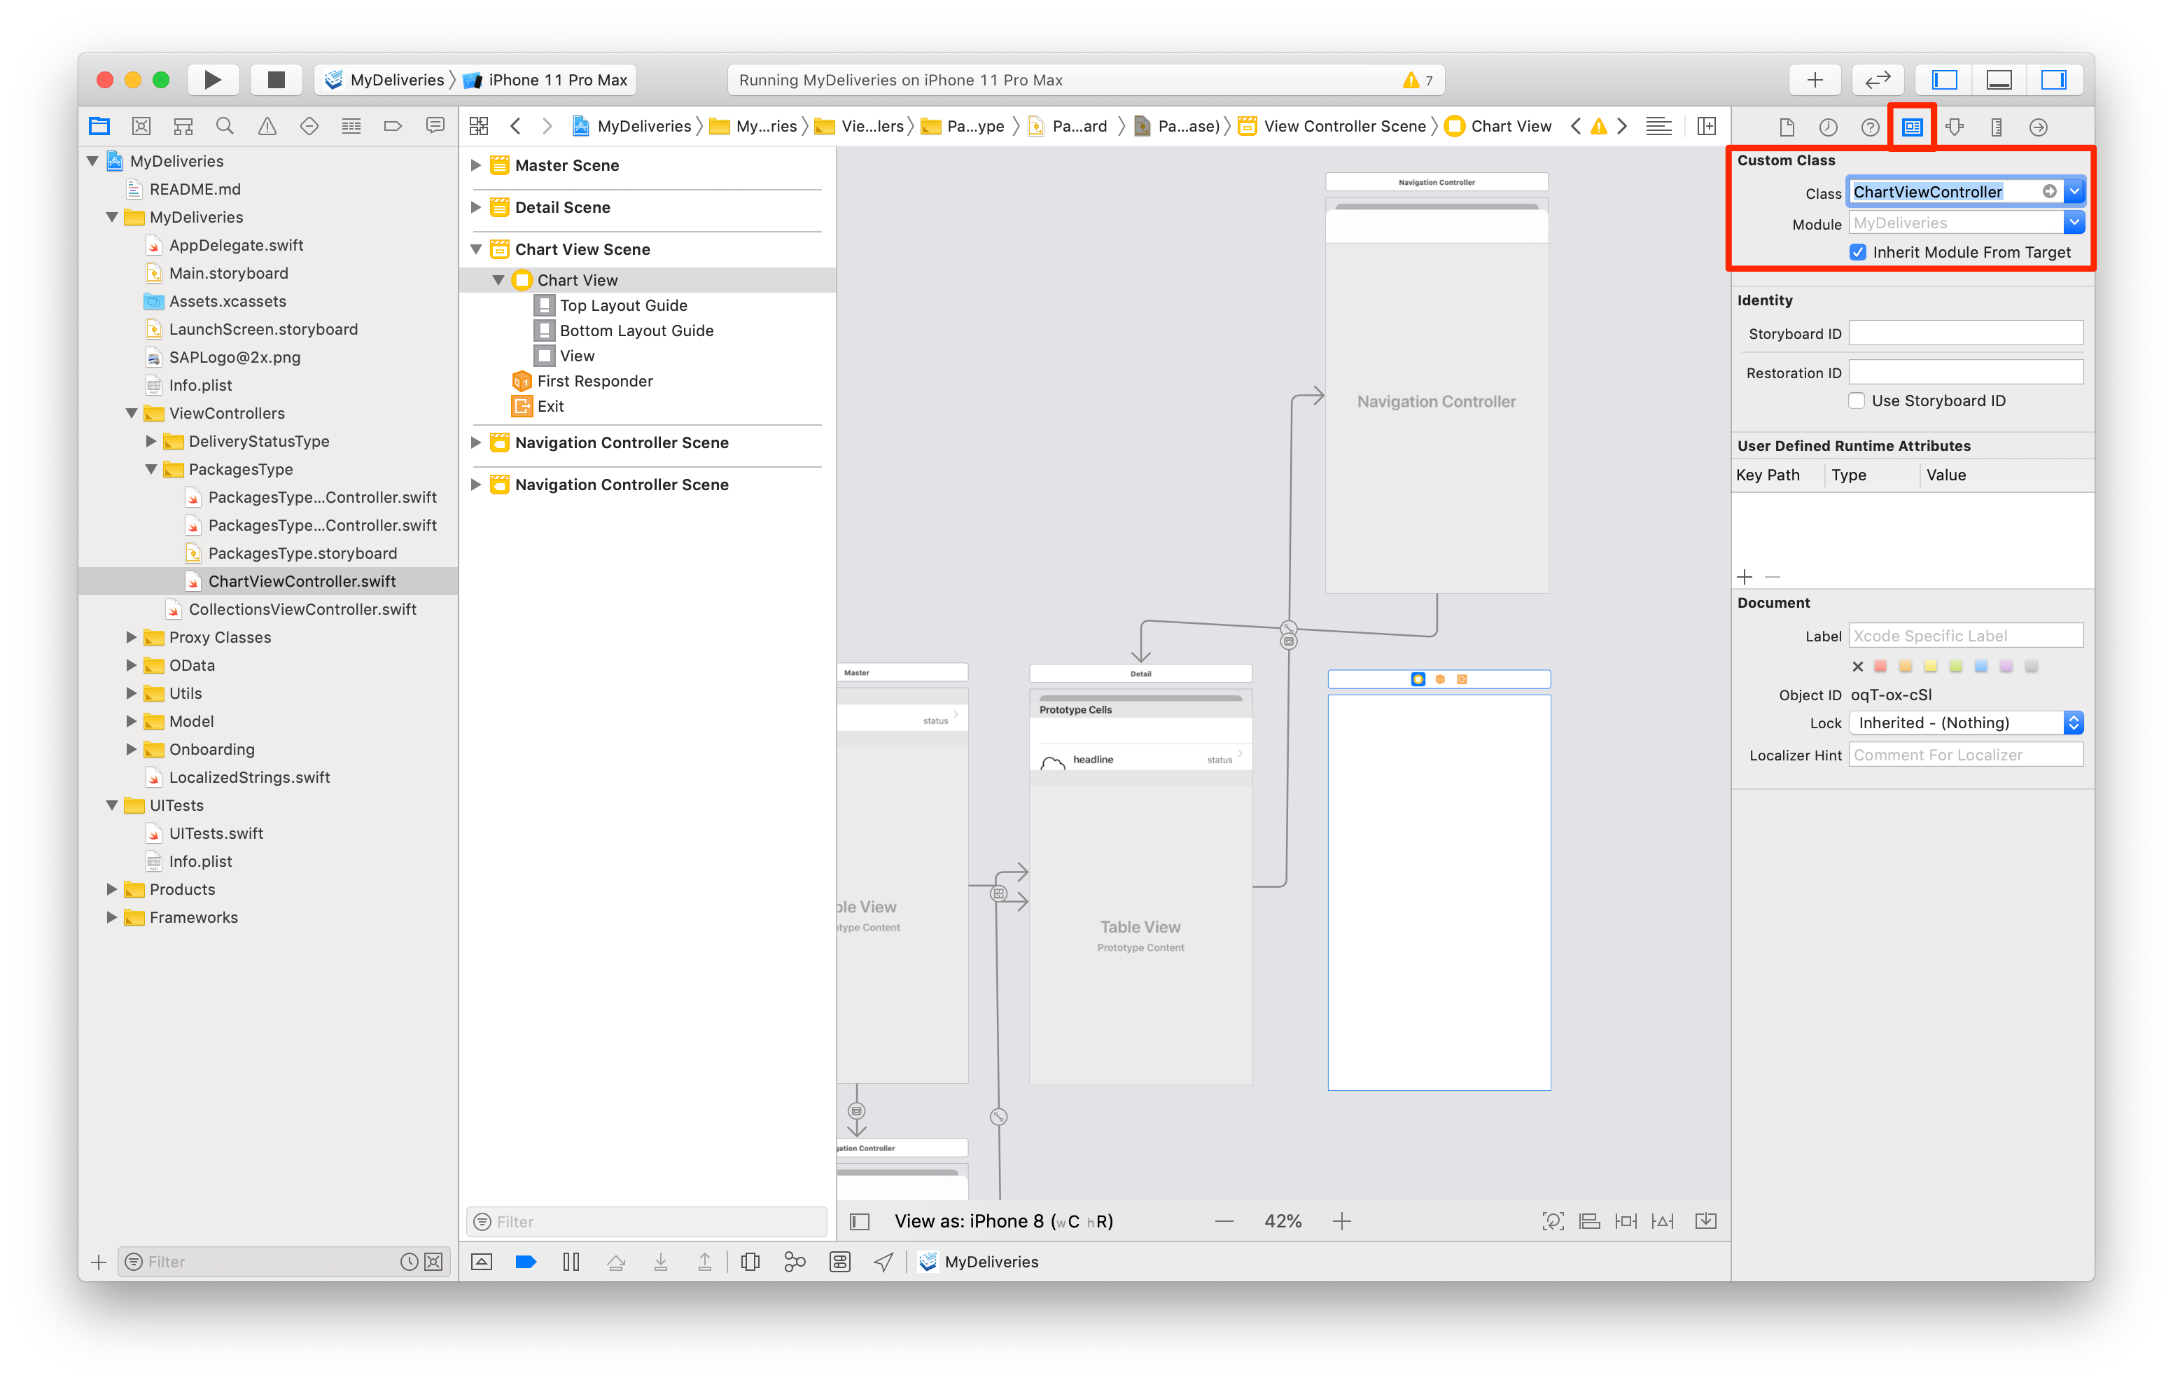 MyDeliveries
iPhone 11 Pro Max
Running MyDeliveries on iPhone 11 Pro Max
7
MyDeliveries
My...ries
Vie...lers
Pa...ype
Pa...ard
Pa...ase)
View Controller Scene
Chart View
MyDeliveries
README.md
MyDeliveries
AppDelegate.swift
Main.storyboard
Assets.xcassets
LaunchScreen.storyboard
SAPLogo@2x.png
Info.plist
ViewControllers
DeliveryStatusType
PackagesType
PackagesType...Controller.swift
PackagesType...Controller.swift
PackagesType.storyboard
ChartViewController.swift
CollectionsViewController.swift
Proxy Classes
OData
Utils
Model
Onboarding
LocalizedStrings.swift
UITests
UITests.swift
Info.plist
Products
Frameworks
Filter
Master Scene
Detail Scene
Chart View Scene
Chart View
Top Layout Guide
Bottom Layout Guide
View
First Responder
Exit
Navigation Controller Scene
Navigation Controller Scene
Filter
Navigation Controller
Navigation Controller
Master
status
ble View
type Content
gation Controller
Detail
Prototype Cells
headline
status
Table View
Prototype Content
View as: iPhone 8 (wC hR)
42%
MyDeliveries
Custom Class
Class ChartViewController
Module MyDeliveries
Inherit Module From Target
Identity
Storyboard ID
Restoration ID
Use Storyboard ID
User Defined Runtime Attributes
Key Path Type Value
Document
Label Xcode Specific Label
Object ID oqT-ox-cSl
Lock Inherited - (Nothing)
Localizer Hint Comment For Localizer